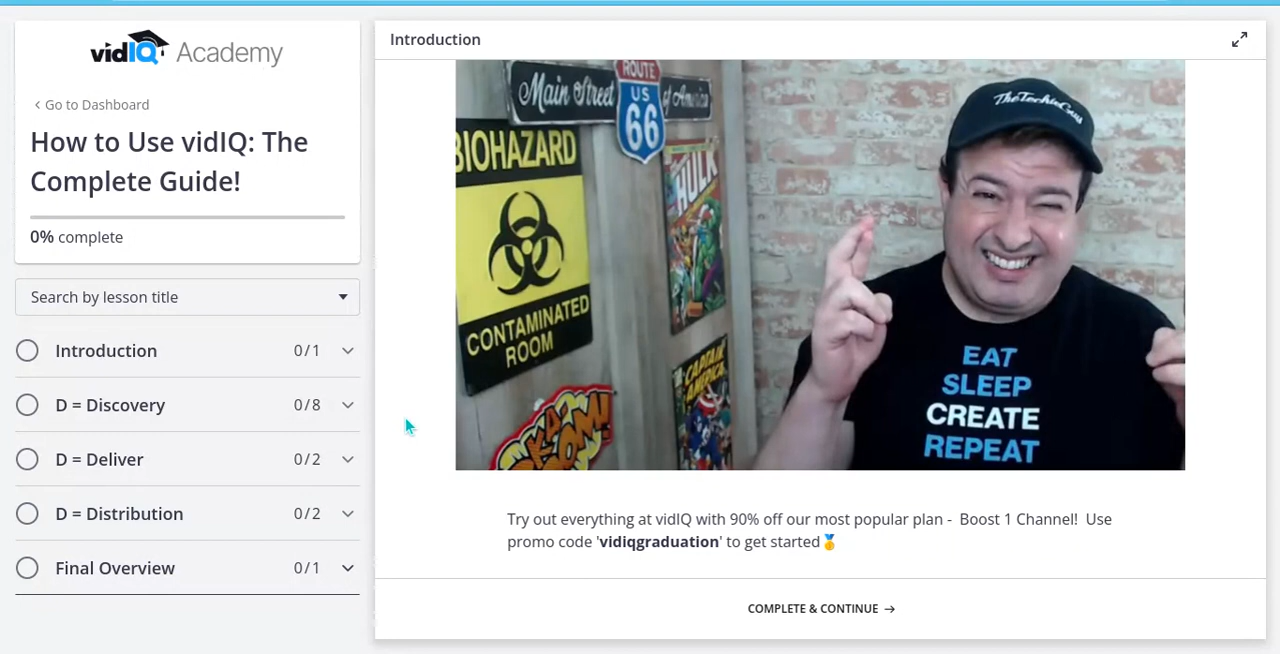 vidIQ Academy
Go to Dashboard
How to Use vidIQ: The
Complete Guide!
0% complete
Search by lesson title
Introduction 0/1
D = Discovery 0/8
D = Deliver 0/2
D = Distribution 0/2
Final Overview 0/1
Introduction
Main Street of America
ROUTE
US
66
BIOHAZARD
CONTAMINATED
ROOM
HULK
CAPTAIN
AMERICA
TheTechieGuy
EAT
SLEEP
CREATE
REPEAT
Try out everything at vidIQ with 90% off our most popular plan - Boost 1 Channel! Use
promo code 'vidiqgraduation' to get started🥇
COMPLETE & CONTINUE →